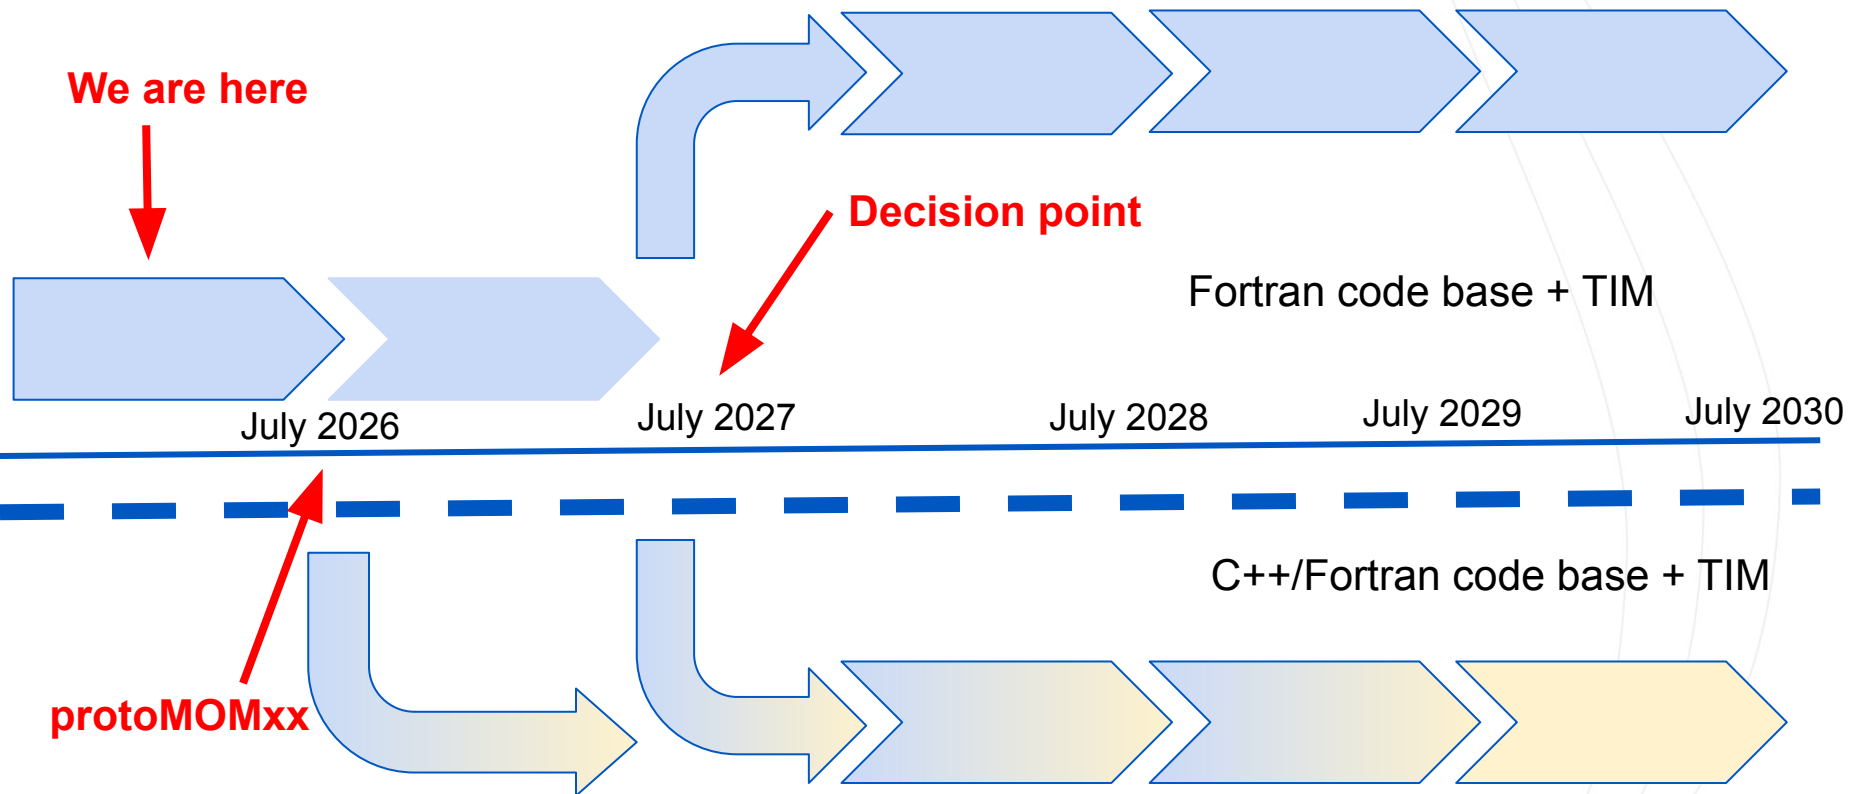 We are here
Decision point
Fortran code base + TIM
July 2026
July 2027
July 2028
July 2029
July 2030
C++/Fortran code base + TIM
protoMOMxx